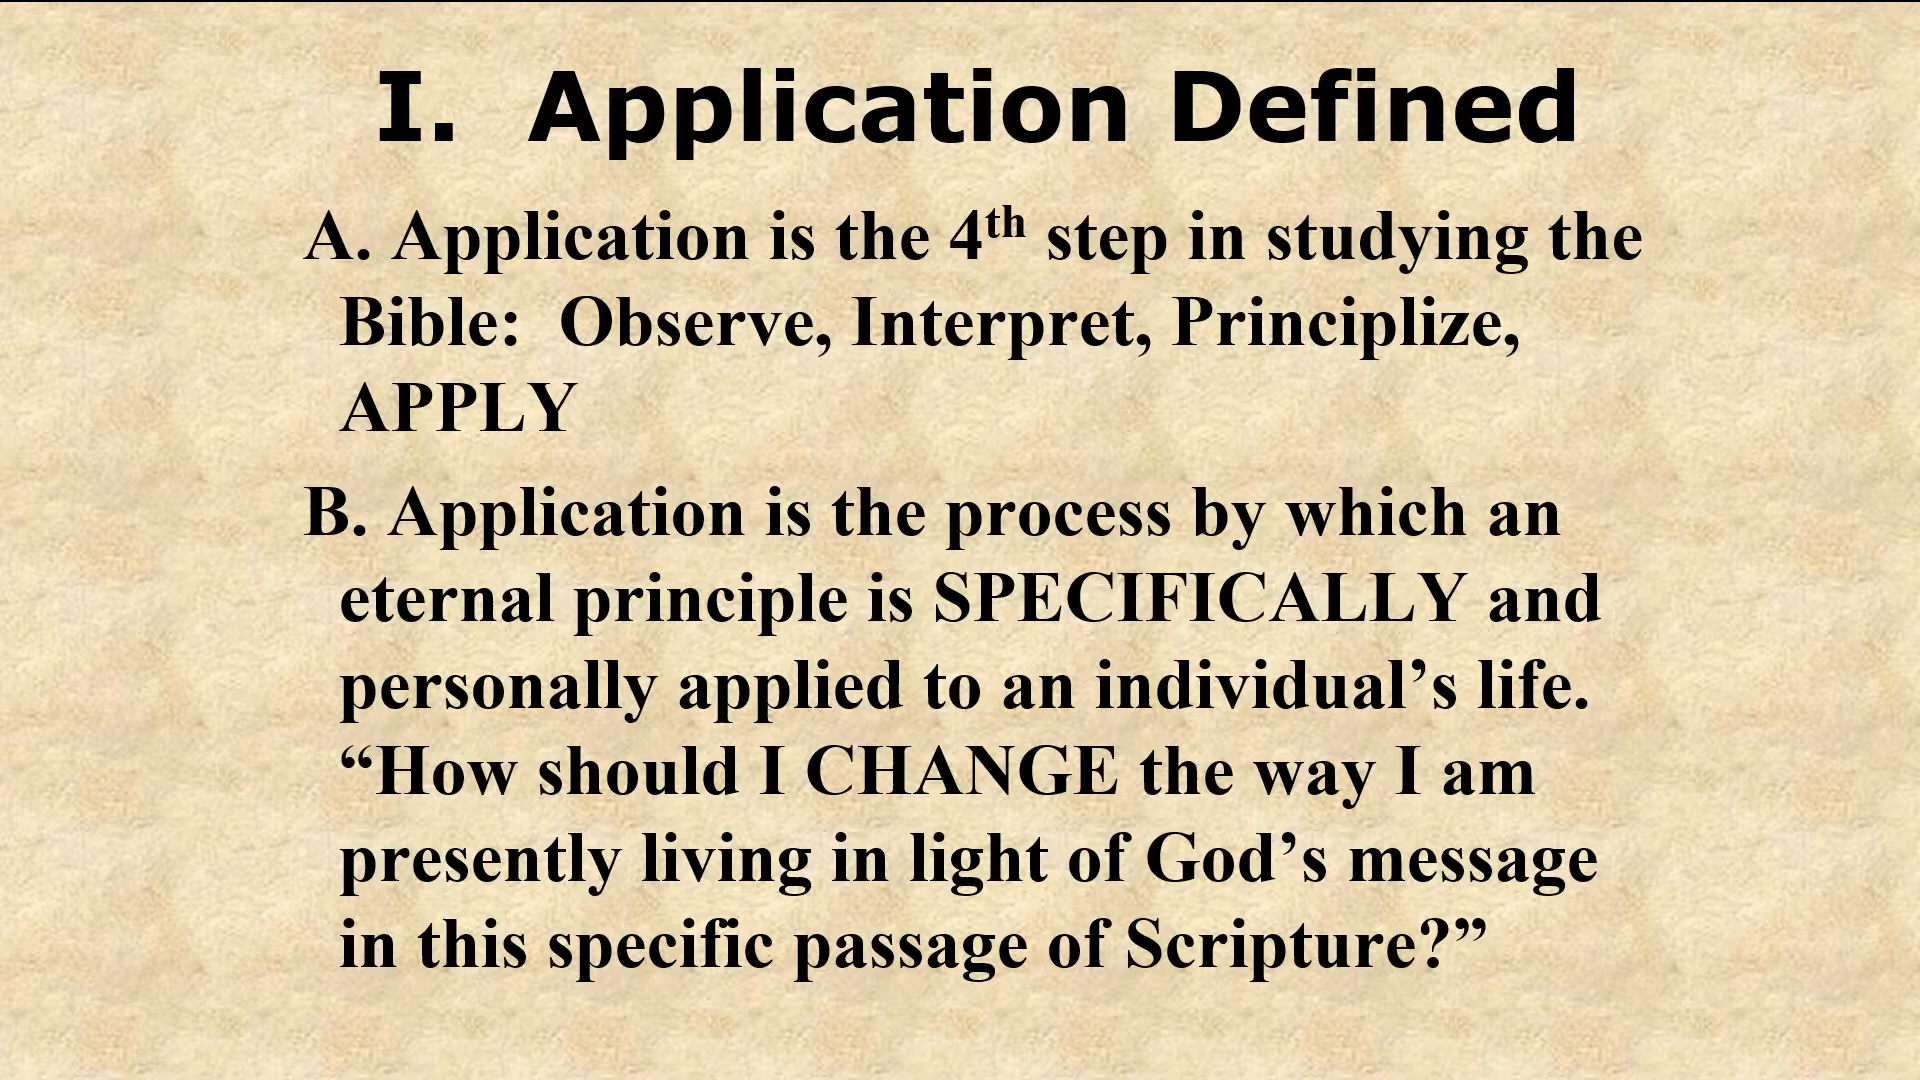 I.  Application Defined
A. Application is the 4th step in studying the
Bible:  Observe, Interpret, Principlize,
APPLY
B. Application is the process by which an
eternal principle is SPECIFICALLY and
personally applied to an individual’s life.
“How should I CHANGE the way I am
presently living in light of God’s message
in this specific passage of Scripture?”